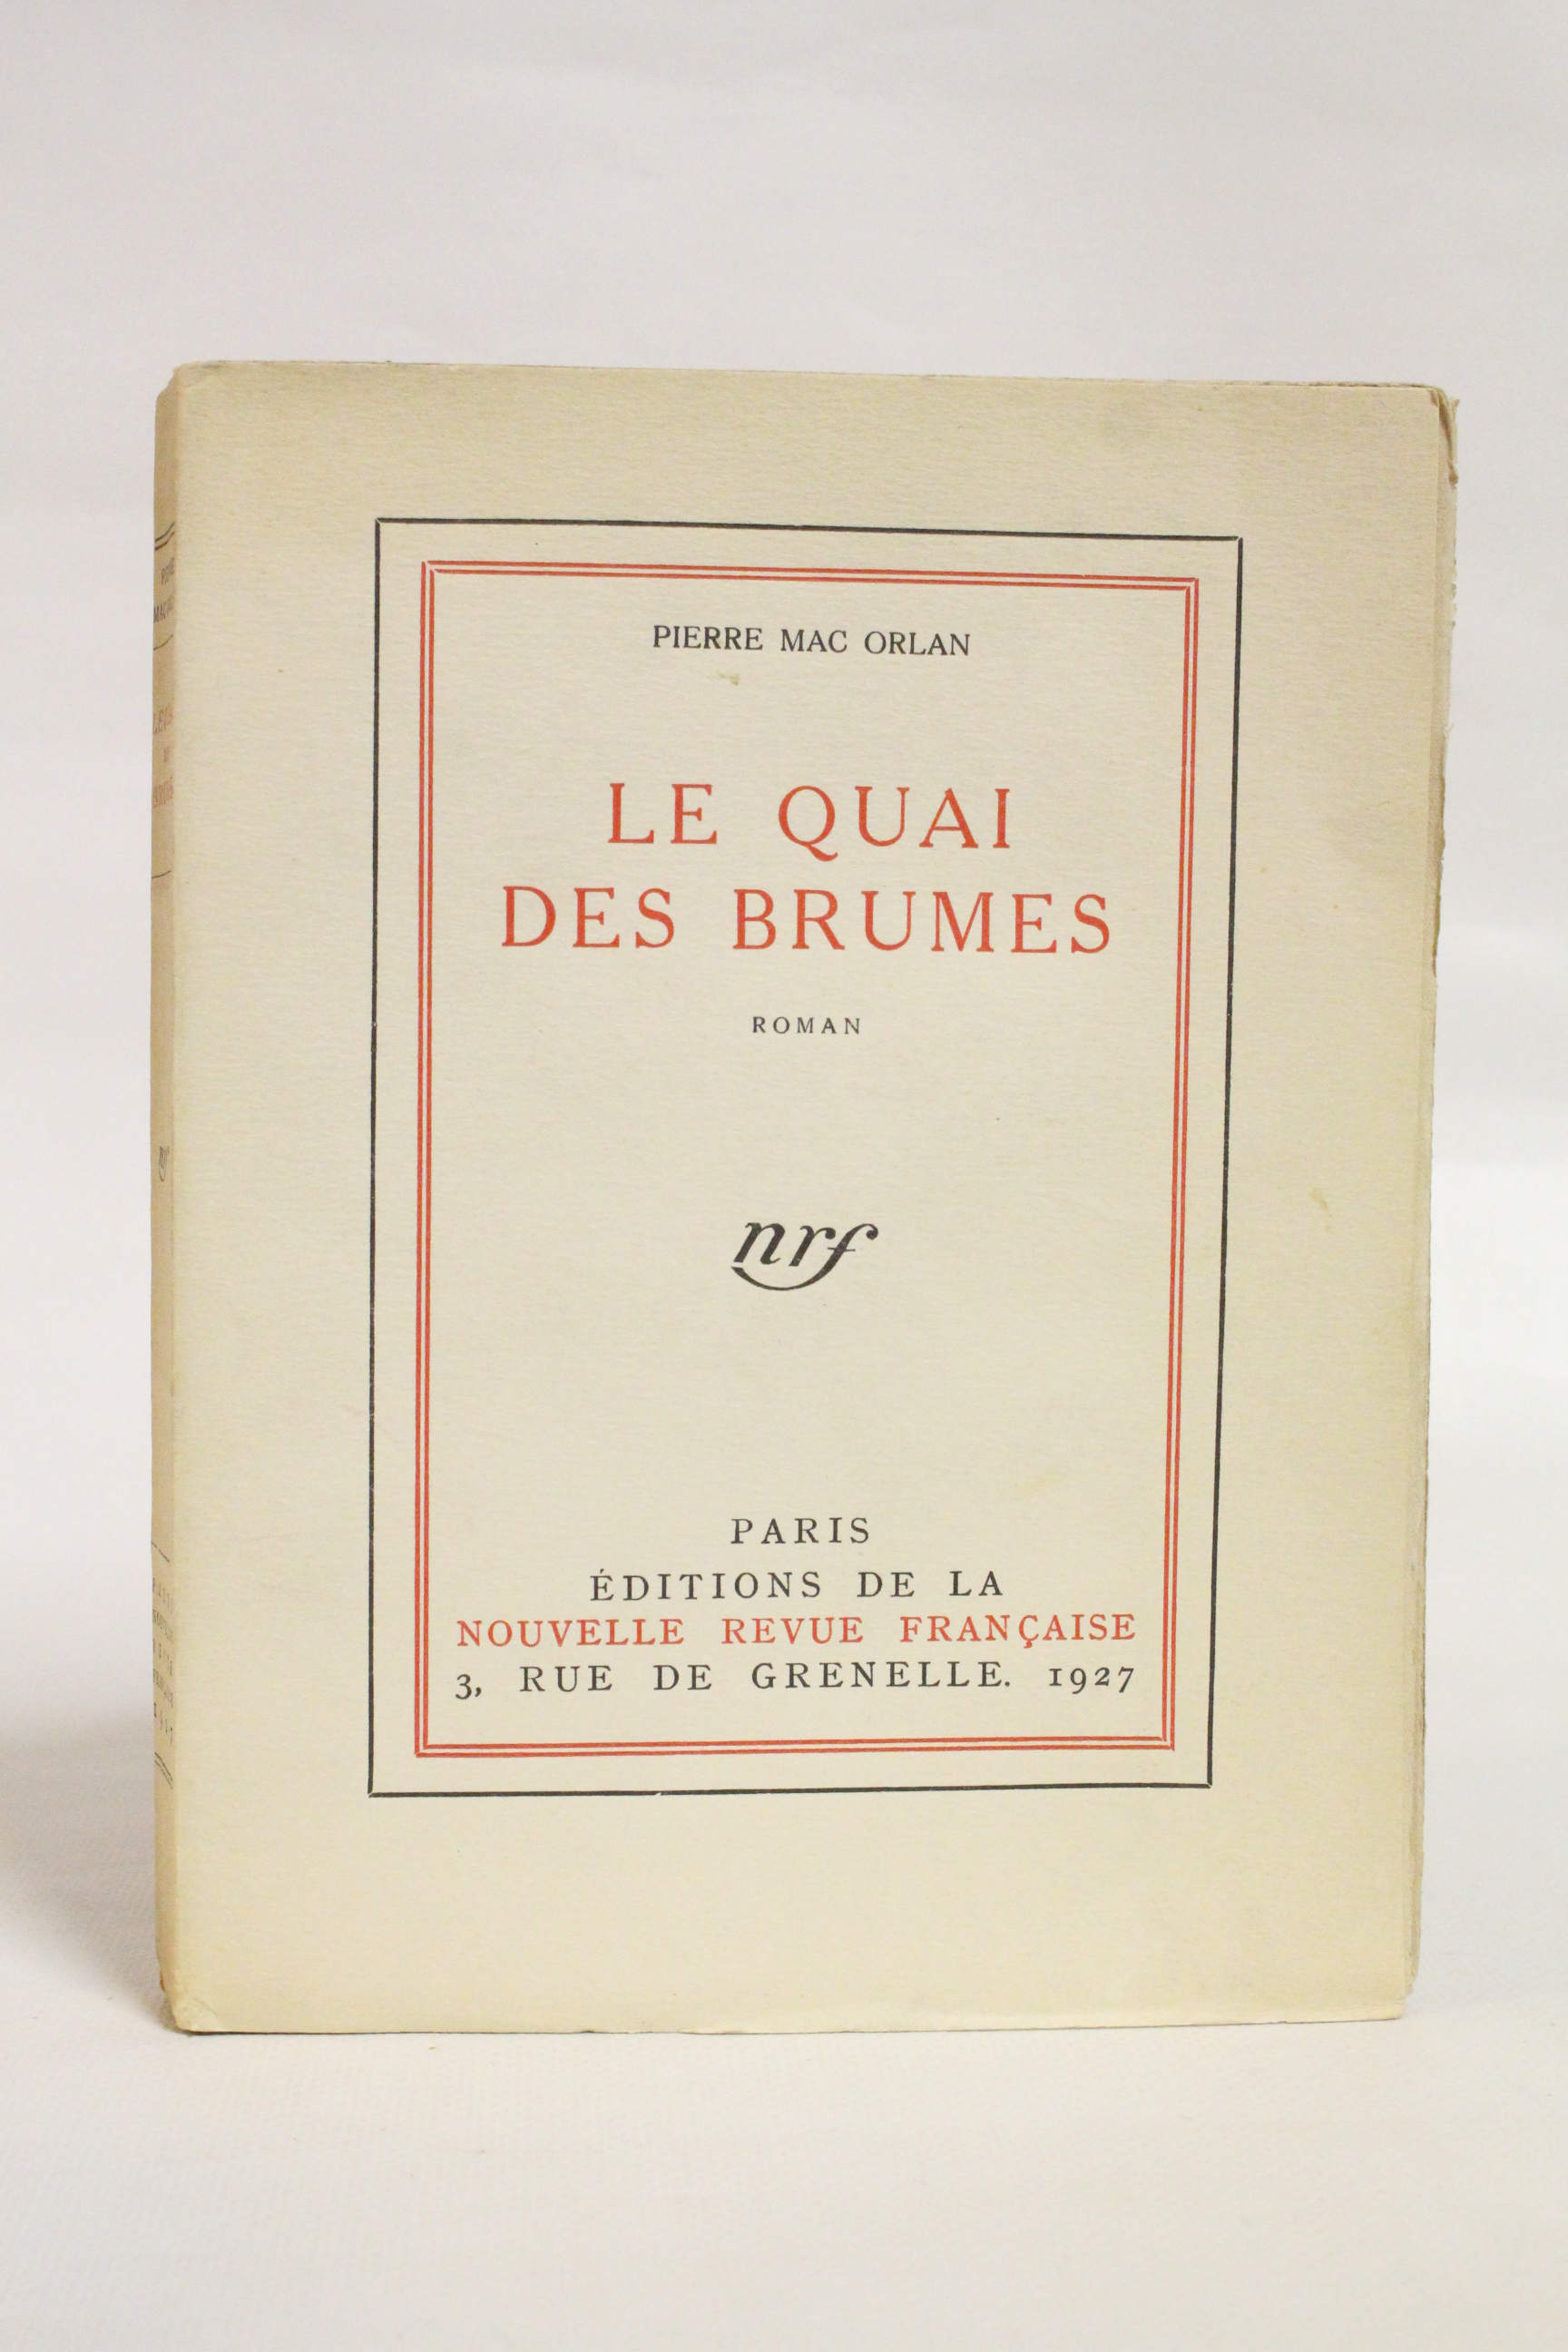 PIERRE MAC ORLAN
LE QUAI
DES BRUMES
ROMAN
nrf
PARIS
ÉDITIONS DE LA
NOUVELLE REVUE FRANÇAISE
3, RUE DE GRENELLE. 1927